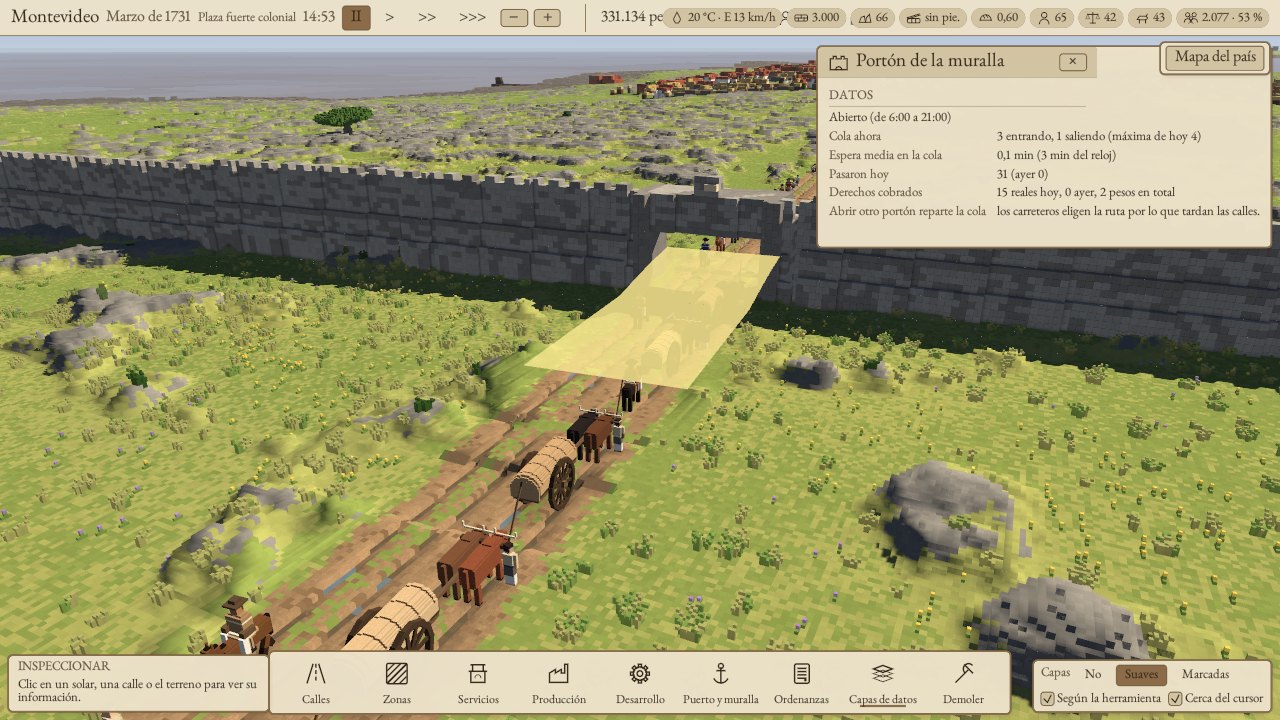 Montevideo Marzo de 1731 Plaza fuerte colonial 14:53 II > >> >>> − + 331.134 pe 20 °C · E 13 km/h 3.000 66 sin pie. 0,60 65 42 43 2.077 · 53 %
Mapa del país
Portón de la muralla ×
DATOS
Abierto (de 6:00 a 21:00)
Cola ahora 3 entrando, 1 saliendo (máxima de hoy 4)
Espera media en la cola 0,1 min (3 min del reloj)
Pasaron hoy 31 (ayer 0)
Derechos cobrados 15 reales hoy, 0 ayer, 2 pesos en total
Abrir otro portón reparte la cola los carreteros eligen la ruta por lo que tardan las calles.
INSPECCIONAR
Clic en un solar, una calle o el terreno para ver su
información.
Calles Zonas Servicios Producción Desarrollo Puerto y muralla Ordenanzas Capas de datos Demoler
Capas No Suaves Marcadas
Según la herramienta Cerca del cursor